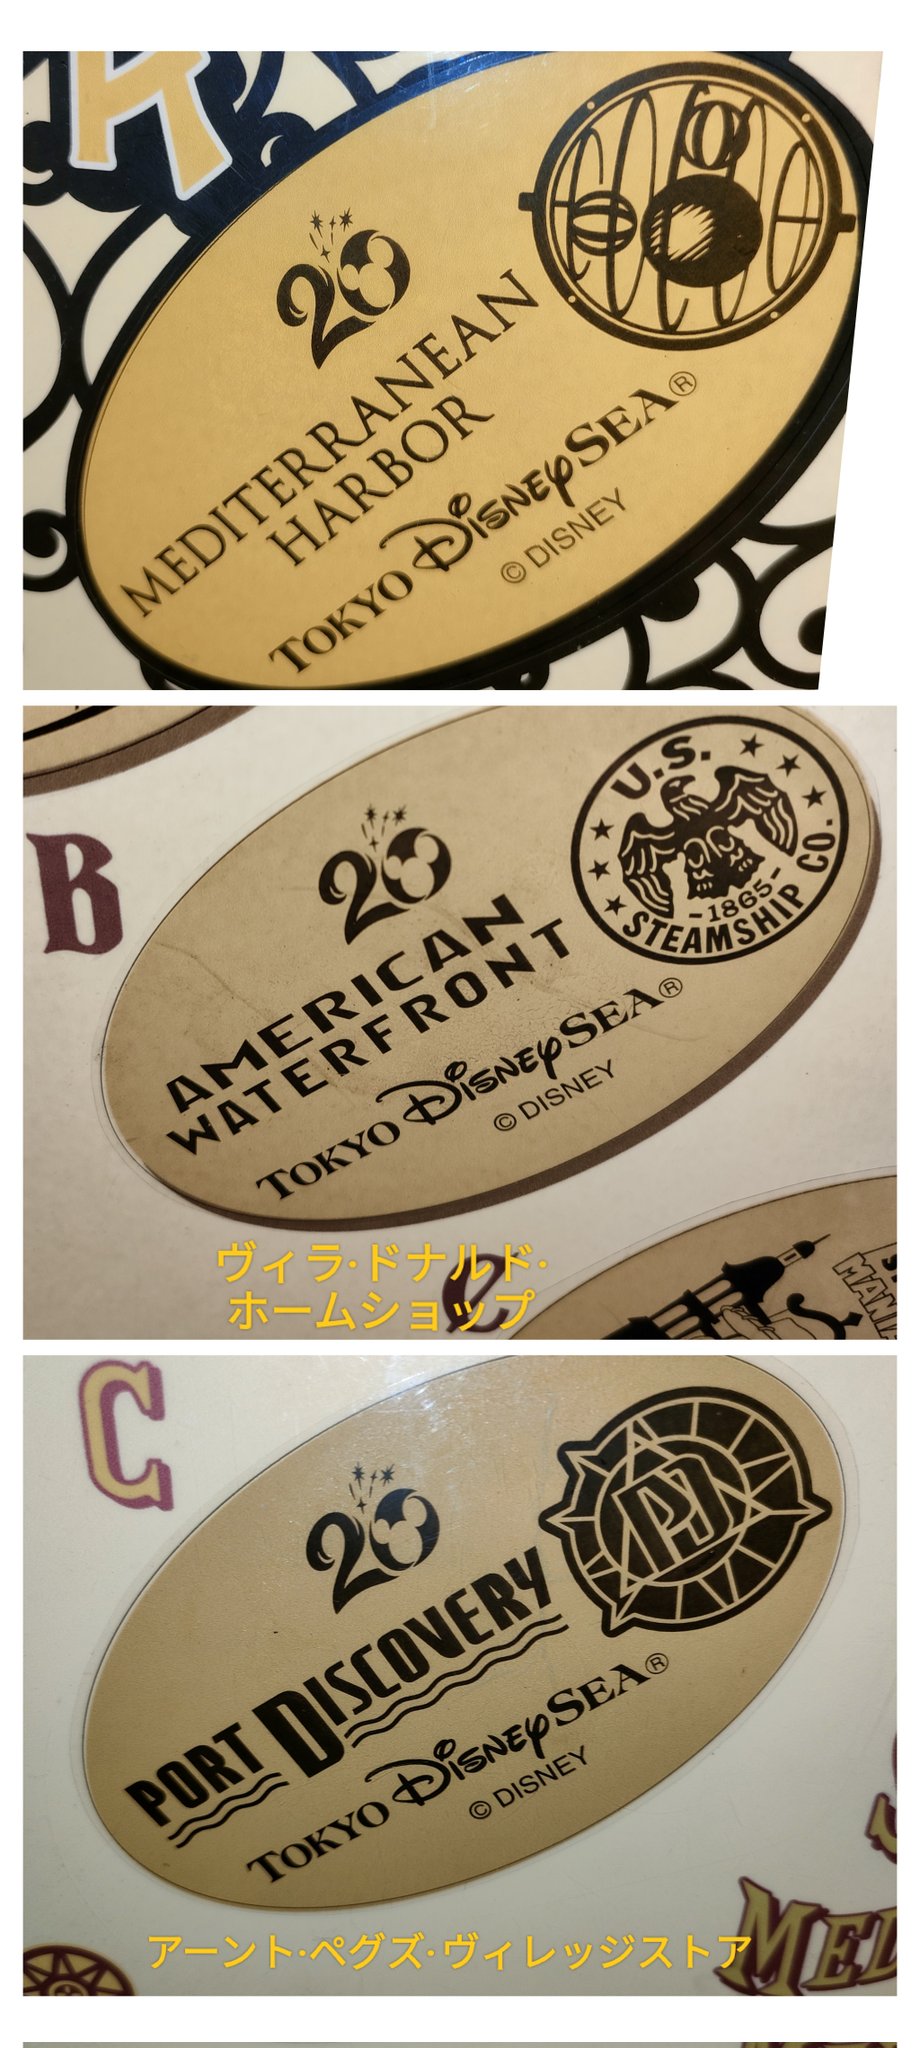 A
20
MEDITERRANEAN
HARBOR
TOKYO DISNEYSEA®
© DISNEY
B
U.S.
STEAMSHIP CO.
-1865-
20
AMERICAN
WATERFRONT
TOKYO DISNEYSEA®
© DISNEY
e
MANIA
ヴィラ·ドナルド·
ホームショップ
C
PD
20
PORT DISCOVERY
TOKYO DISNEYSEA®
© DISNEY
MED
アーント·ペグズ·ヴィレッジストア